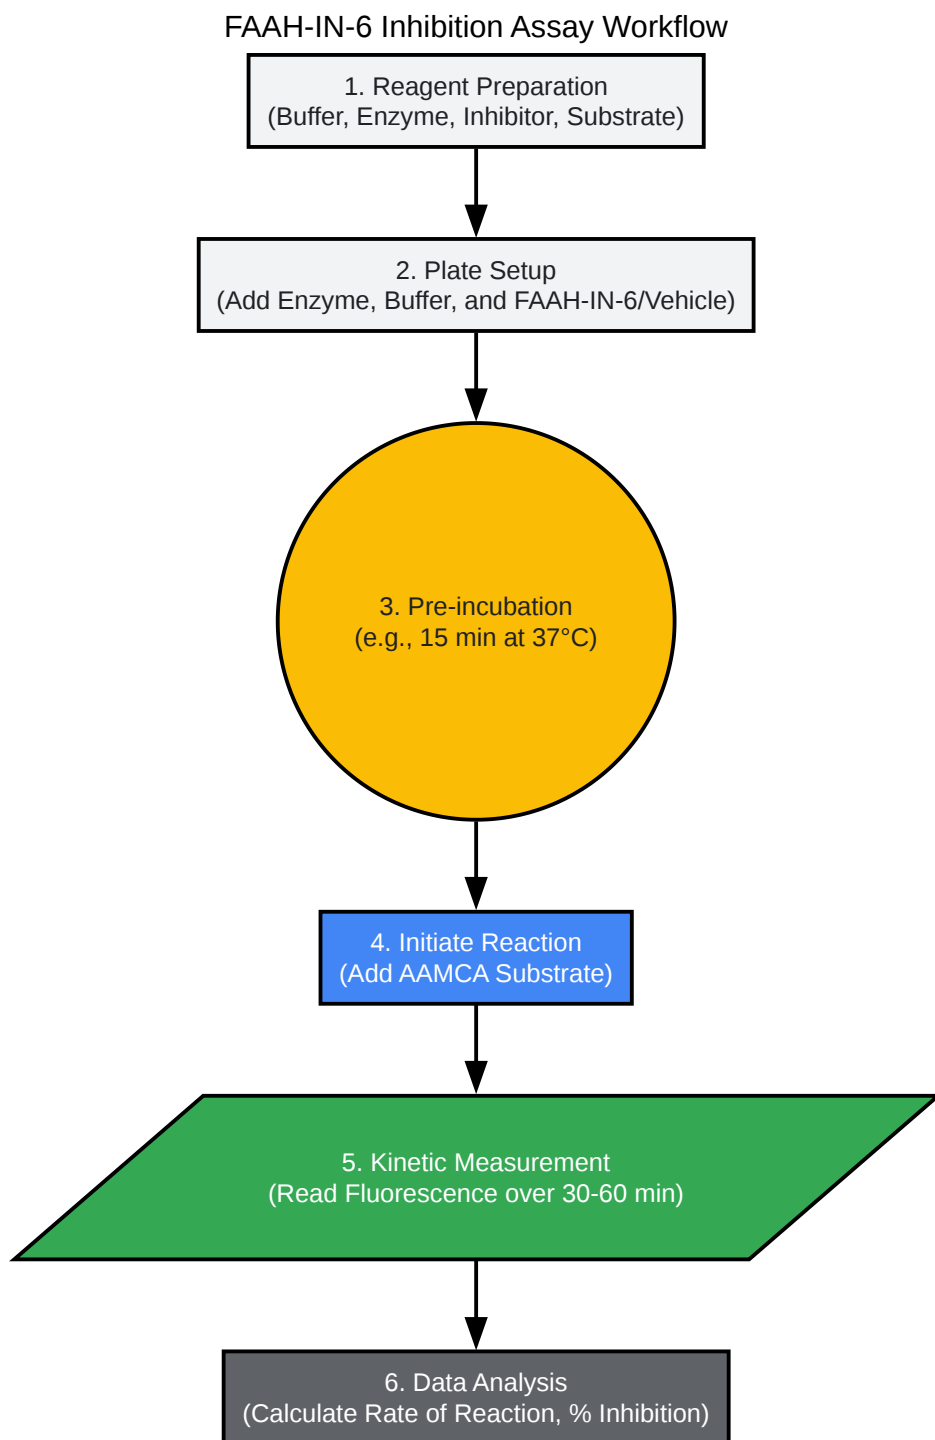 FAAH-IN-6 Inhibition Assay Workflow
1. Reagent Preparation
(Buffer, Enzyme, Inhibitor, Substrate)
2. Plate Setup
(Add Enzyme, Buffer, and FAAH-IN-6/Vehicle)
3. Pre-incubation
(e.g., 15 min at 37°C)
4. Initiate Reaction
(Add AAMCA Substrate)
5. Kinetic Measurement
(Read Fluorescence over 30-60 min)
6. Data Analysis
(Calculate Rate of Reaction, % Inhibition)